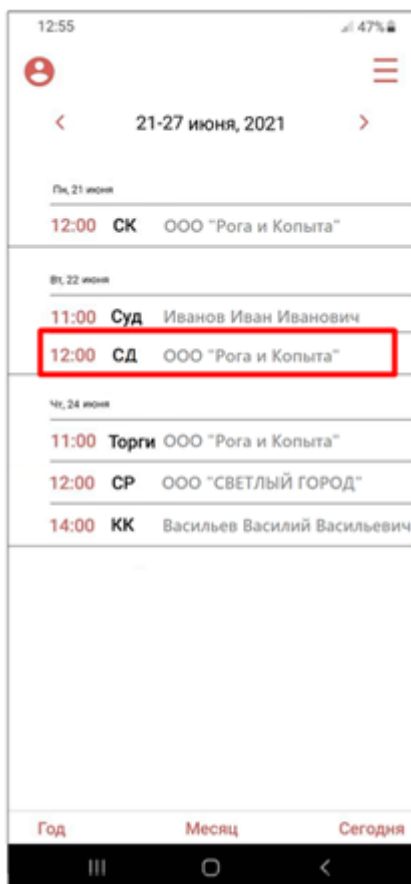 12:55 47%
21-27 июня, 2021
Пн, 21 июня
12:00 СК ООО "Рога и Копыта"
Вт, 22 июня
11:00 Суд Иванов Иван Иванович
12:00 СД ООО "Рога и Копыта"
Чт, 24 июня
11:00 Торги ООО "Рога и Копыта"
12:00 СР ООО "СВЕТЛЫЙ ГОРОД"
14:00 КК Васильев Василий Васильевич
Год Месяц Сегодня